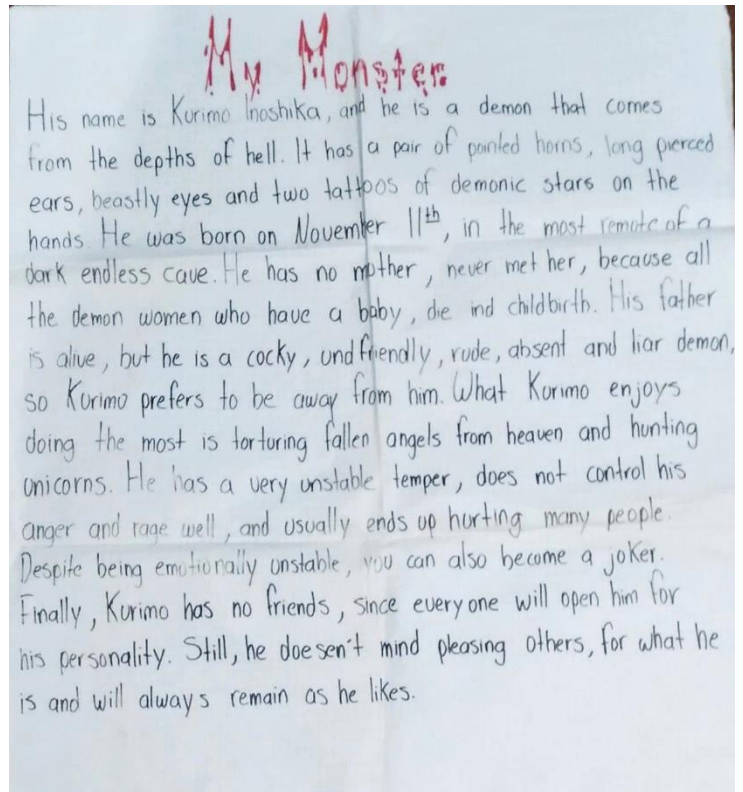 My Monster
His name is Kurimo Inoshika, and he is a demon that comes
from the depths of hell. It has a pair of pointed horns, long pierced
ears, beastly eyes and two tattoos of demonic stars on the
hands. He was born on November 11th, in the most remote of a
dark endless cave. He has no mother, never met her, because all
the demon women who have a baby, die ind childbirth. His father
is alive, but he is a cocky, undfriendly, rude, absent and liar demon,
so Kurimo prefers to be away from him. What Kurimo enjoys
doing the most is torturing fallen angels from heaven and hunting
unicorns. He has a very unstable temper, does not control his
anger and rage well, and usually ends up hurting many people.
Despite being emotionally unstable, you can also become a joker.
Finally, Kurimo has no friends, since everyone will open him for
his personality. Still, he doesen't mind pleasing others, for what he
is and will always remain as he likes.